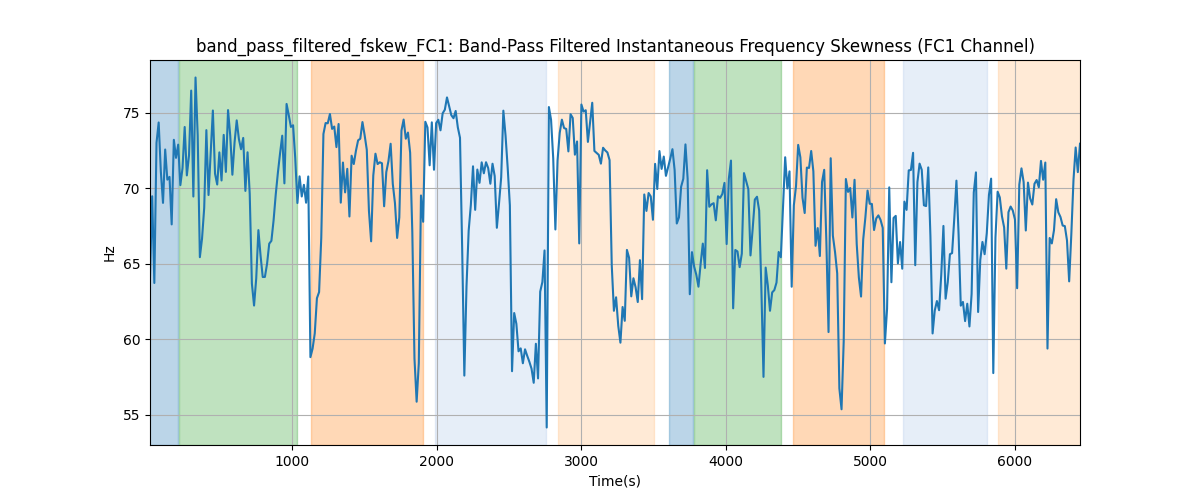 band_pass_filtered_fskew_FC1: Band-Pass Filtered Instantaneous Frequency Skewness (FC1 Channel)
75
70
65
60
55
Hz
1000 2000 3000 4000 5000 6000
Time(s)